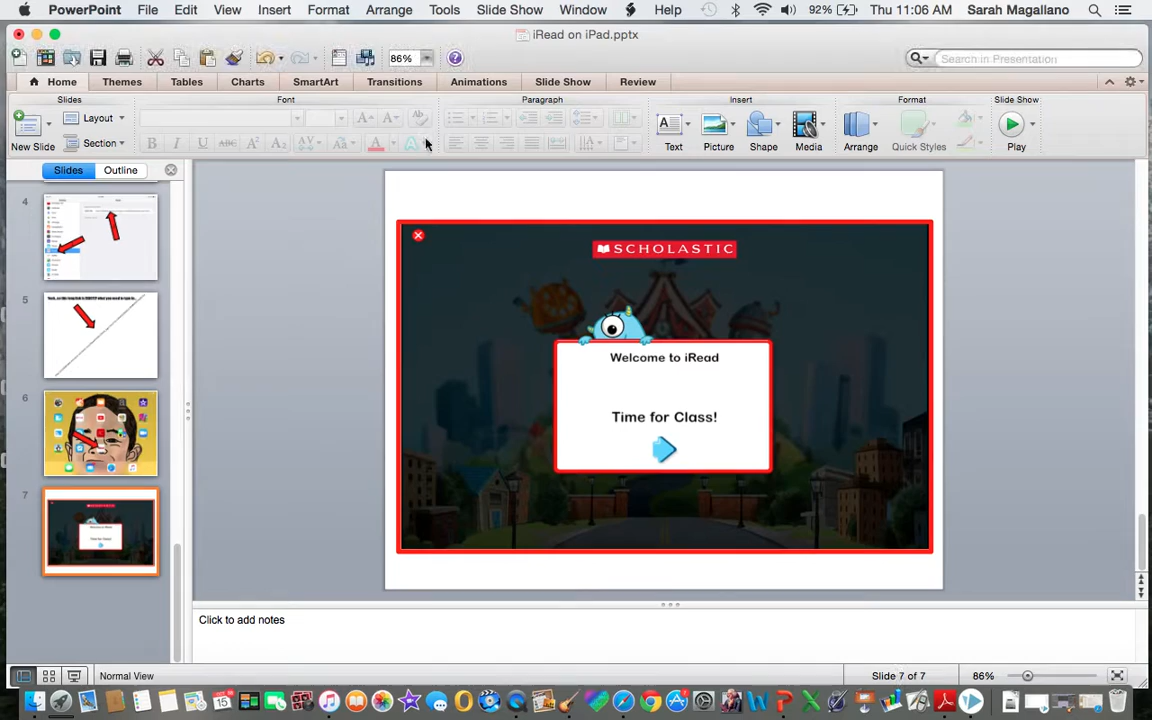 PowerPoint File Edit View Insert Format Arrange Tools Slide Show Window Help 92% Thu 11:06 AM Sarah Magallano
iRead on iPad.pptx
86% Search in Presentation
Home Themes Tables Charts SmartArt Transitions Animations Slide Show Review
Slides Font Paragraph Insert Format Slide Show
Layout
Section
New Slide
B I U ABC A² A₂ Aa A A
Text Picture Shape Media Arrange Quick Styles Play
Slides Outline
4
5
6
7
SCHOLASTIC
Welcome to iRead
Time for Class!
Click to add notes
Normal View Slide 7 of 7 86%